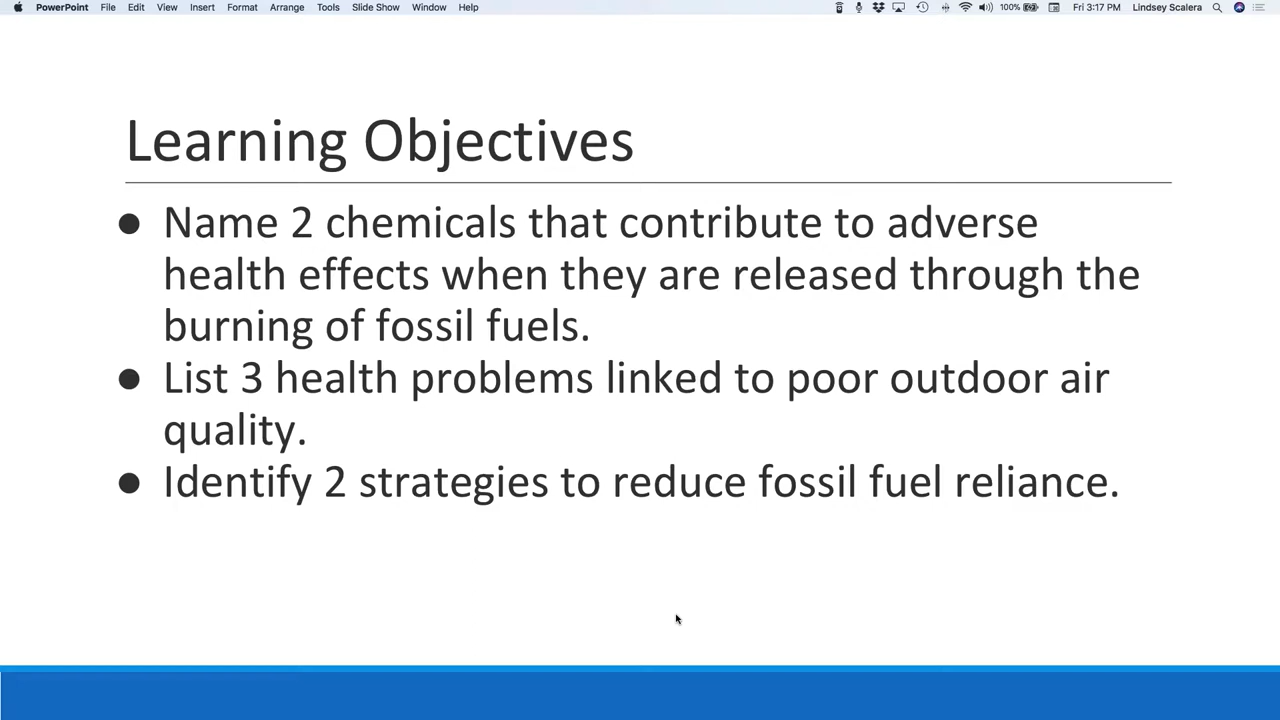 PowerPoint File Edit View Insert Format Arrange Tools Slide Show Window Help 100% Fri 3:17 PM Lindsey Scalera
Learning Objectives
● Name 2 chemicals that contribute to adverse
health effects when they are released through the
burning of fossil fuels.
● List 3 health problems linked to poor outdoor air
quality.
● Identify 2 strategies to reduce fossil fuel reliance.